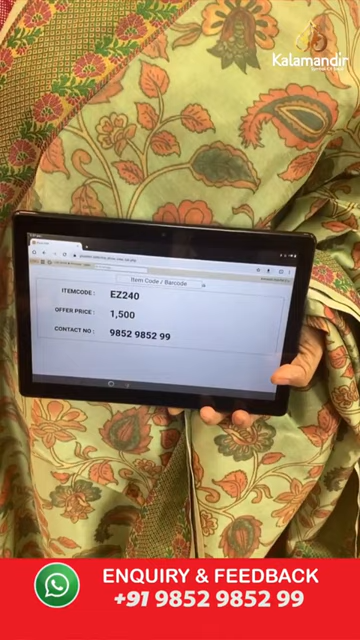 Kalamandir
Item Code / Barcode
ITEMCODE : EZ240
OFFER PRICE : 1,500
CONTACT NO : 9852 9852 99
ENQUIRY & FEEDBACK
+91 9852 9852 99